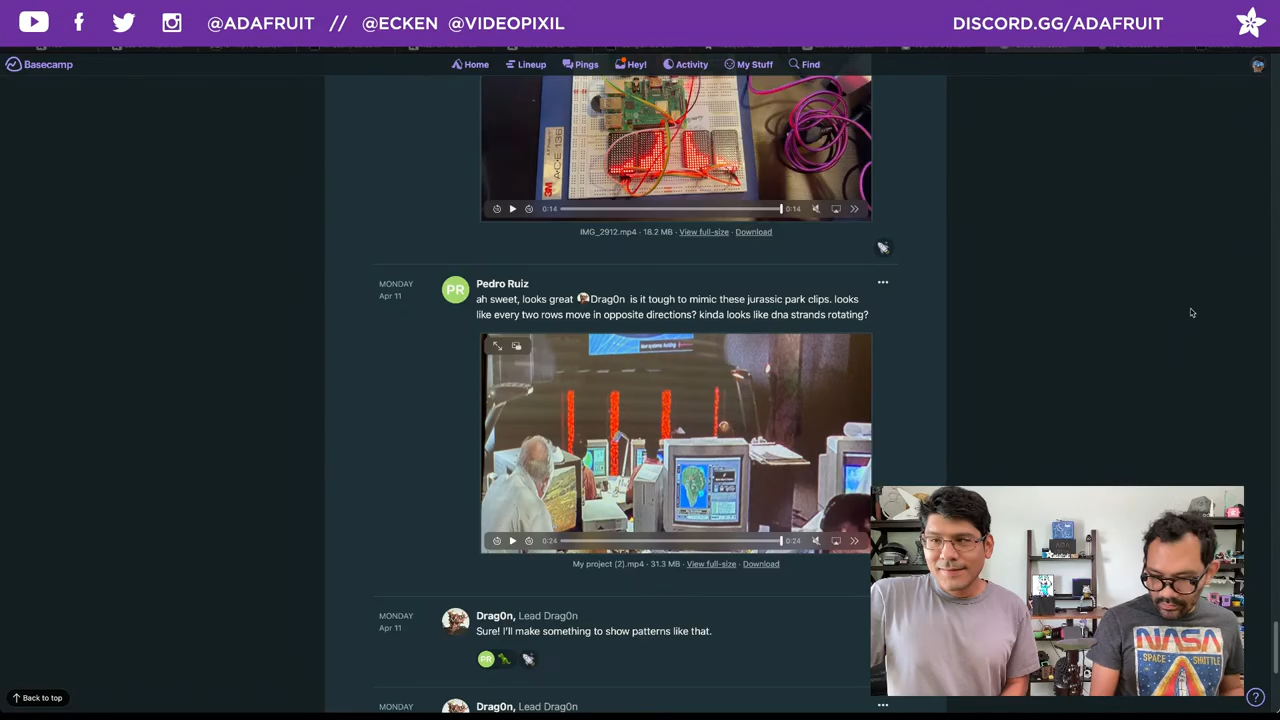 @ADAFRUIT // @ECKEN @VIDEOPIXIL
DISCORD.GG/ADAFRUIT
Basecamp
Home
Lineup
Pings
Hey!
Activity
My Stuff
Find
0:14
0:14
IMG_2912.mp4 · 18.2 MB · View full-size · Download
MONDAY
Apr 11
PR
Pedro Ruiz
ah sweet, looks great Drag0n is it tough to mimic these jurassic park clips. looks
like every two rows move in opposite directions? kinda looks like dna strands rotating?
0:24
0:24
My project (2).mp4 · 31.3 MB · View full-size · Download
MONDAY
Apr 11
Drag0n, Lead Drag0n
Sure! I'll make something to show patterns like that.
PR
MONDAY
Drag0n, Lead Drag0n
Back to top
?
NASA
SPACE SHUTTLE